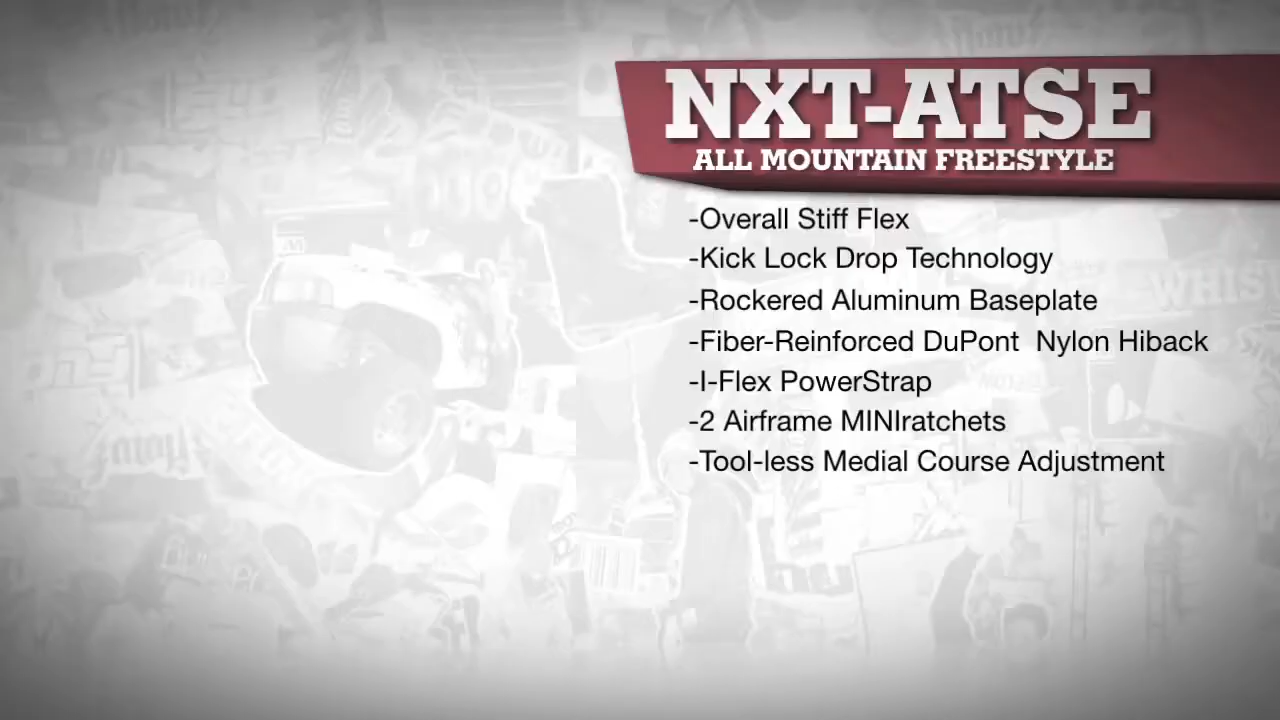 NXT-ATSE
ALL MOUNTAIN FREESTYLE
-Overall Stiff Flex
-Kick Lock Drop Technology
-Rockered Aluminum Baseplate
-Fiber-Reinforced DuPont  Nylon Hiback
-I-Flex PowerStrap
-2 Airframe MINIratchets
-Tool-less Medial Course Adjustment